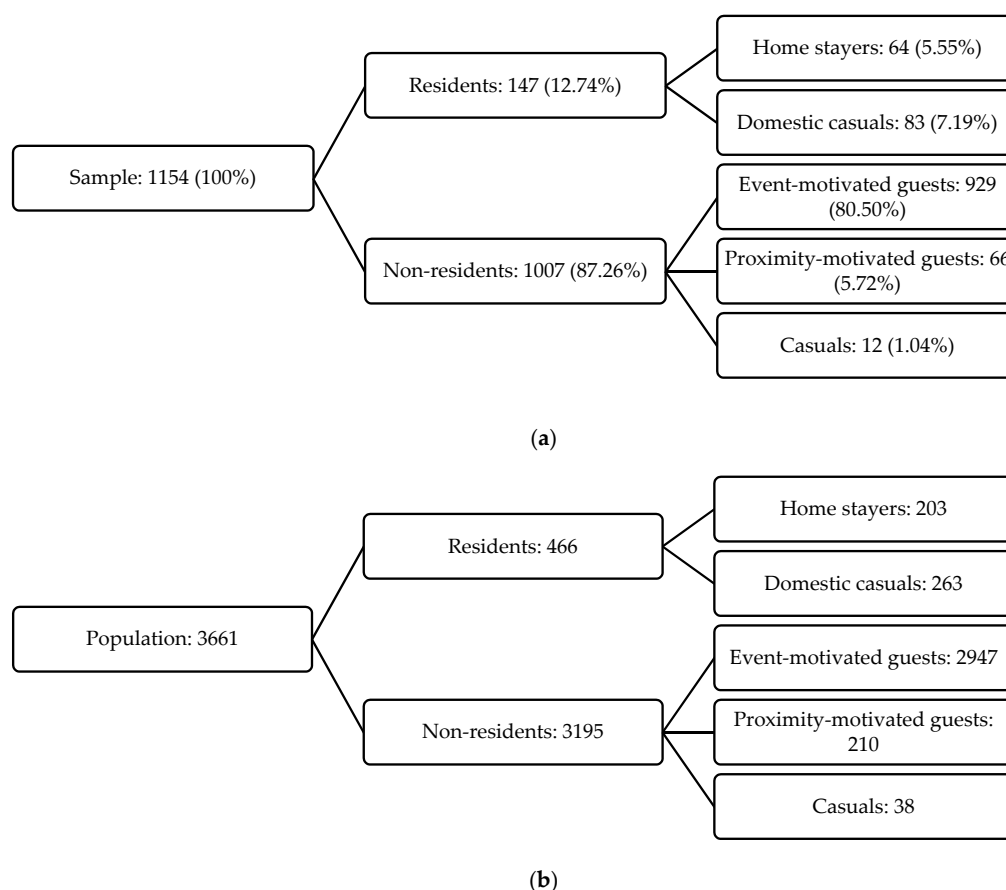 Home stayers: 64 (5.55%)
Residents: 147 (12.74%)
Domestic casuals: 83 (7.19%)
Sample: 1154 (100%)
Event-motivated guests: 929
(80.50%)
Non-residents: 1007 (87.26%)
Proximity-motivated guests: 66
(5.72%)
Casuals: 12 (1.04%)
(a)
Home stayers: 203
Residents: 466
Domestic casuals: 263
Population: 3661
Event-motivated guests: 2947
Non-residents: 3195
Proximity-motivated guests:
210
Casuals: 38
(b)